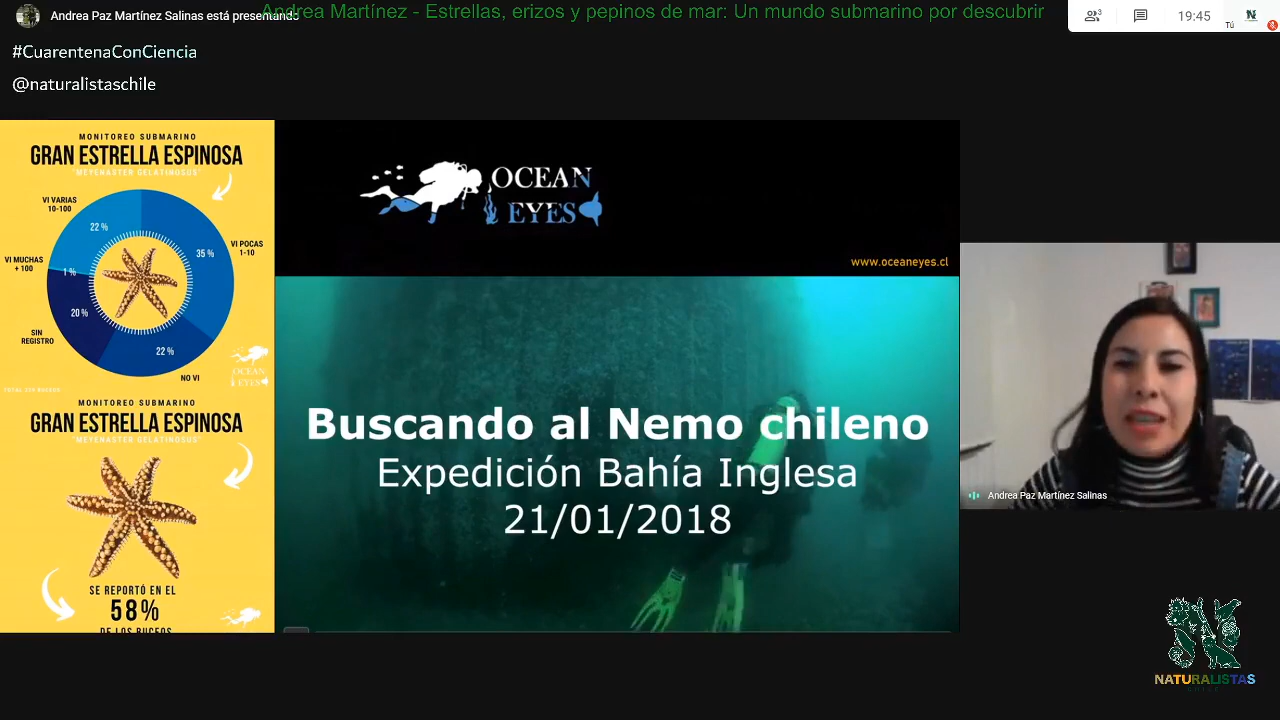 Andrea Paz Martínez Salinas está presentando
Andrea Martínez - Estrellas, erizos y pepinos de mar: Un mundo submarino por descubrir
3
19:45
Tú
#CuarentenaConCiencia
@naturalistaschile
MONITOREO SUBMARINO
GRAN ESTRELLA ESPINOSA
"MEYENASTER GELATINOSUS"
VI VARIAS
10-100
22 %
35 %
VI POCAS
1-10
VI MUCHAS
+ 100
1 %
20 %
SIN
REGISTRO
22 %
NO VI
OCEAN
EYES
MONITOREO SUBMARINO
GRAN ESTRELLA ESPINOSA
"MEYENASTER GELATINOSUS"
SE REPORTÓ EN EL
58%
DE LOS BUCEOS
OCEAN
EYES
www.oceaneyes.cl
Buscando al Nemo chileno
Expedición Bahía Inglesa
21/01/2018
Andrea Paz Martínez Salinas
NATURALISTAS